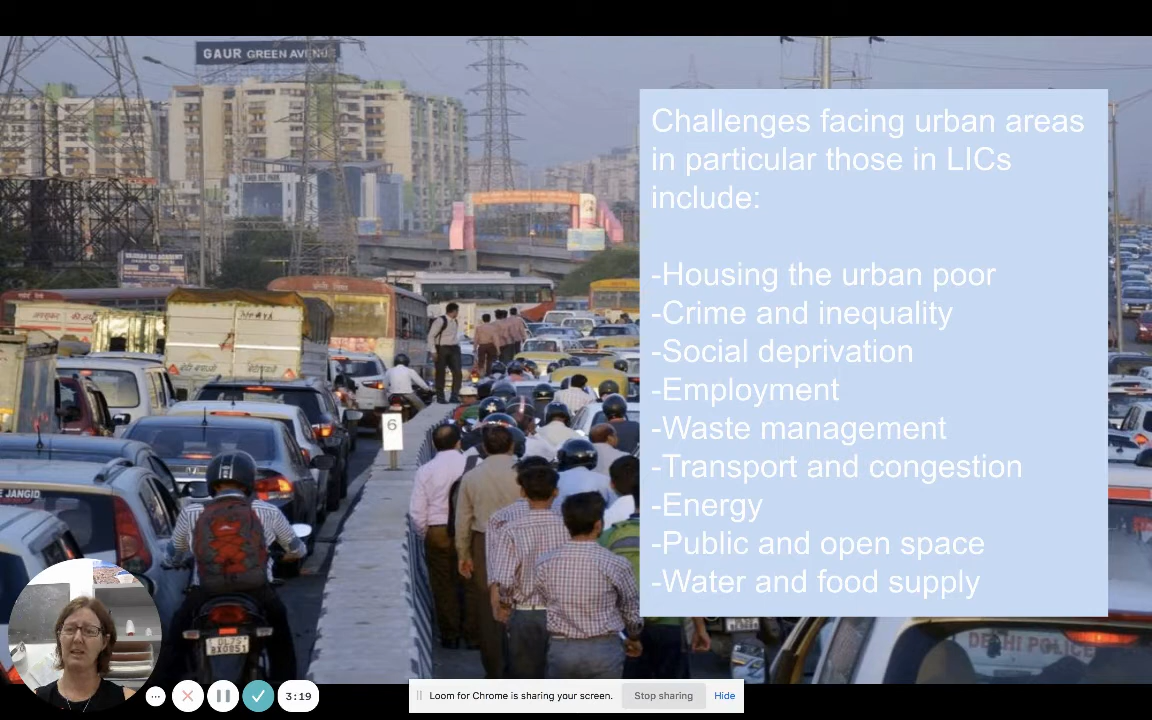 GAUR GREEN AVENUE
Challenges facing urban areas
in particular those in LICs
include:
-Housing the urban poor
-Crime and inequality
-Social deprivation
-Employment
-Waste management
-Transport and congestion
-Energy
-Public and open space
-Water and food supply
6
E JANGID
DELHI POLICE
3:19
Loom for Chrome is sharing your screen.
Stop sharing
Hide